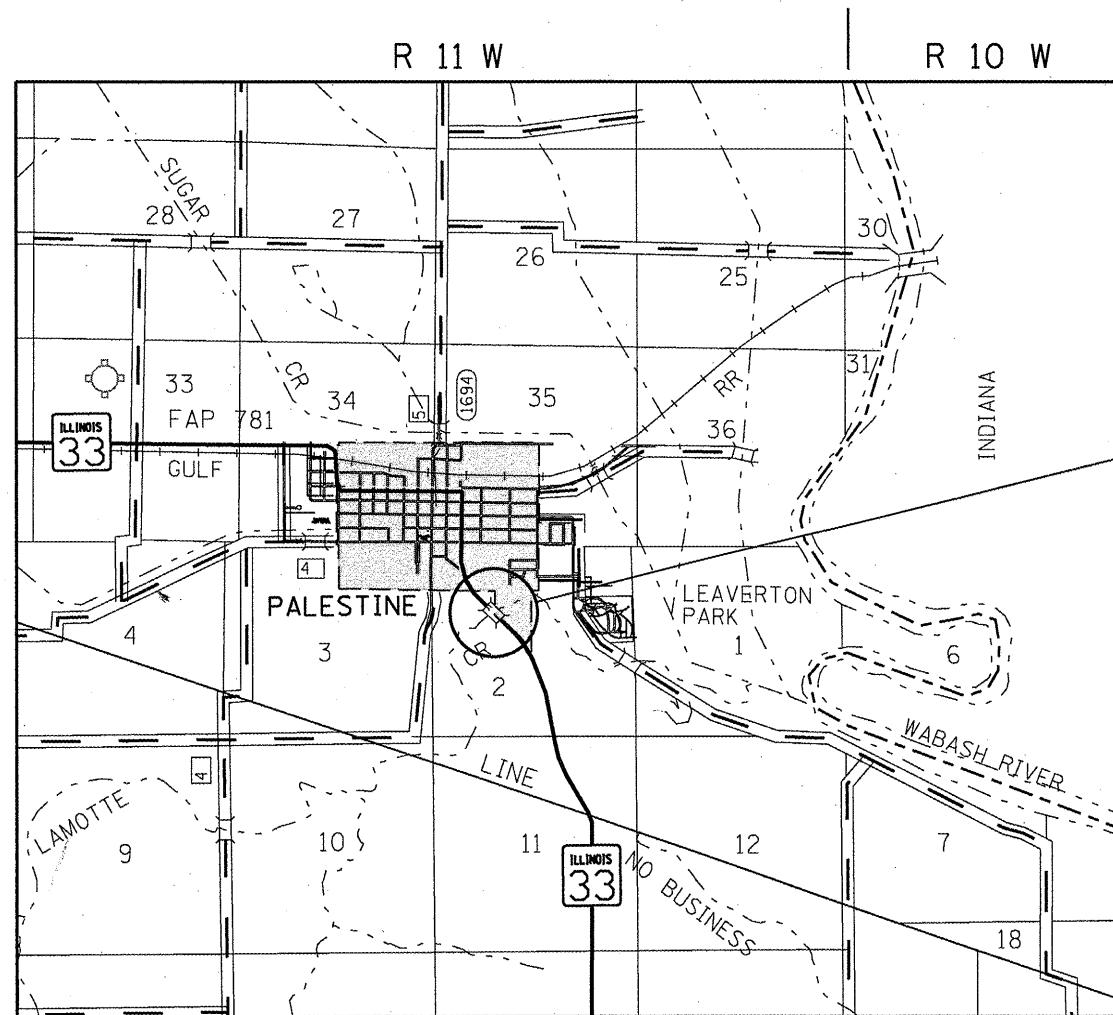 R 11 W
R 10 W
SUGAR
28
27
26
25
30
CR
33
34
35
36
31
RR
FAP 781
5
1694
INDIANA
ILLINOIS
33
GULF
4
PALESTINE
LEAVERTON
PARK
4
3
CR
2
1
6
WABASH RIVER
LINE
4
LAMOTTE
9
10
11
12
7
ILLINOIS
33
NO BUSINESS
18